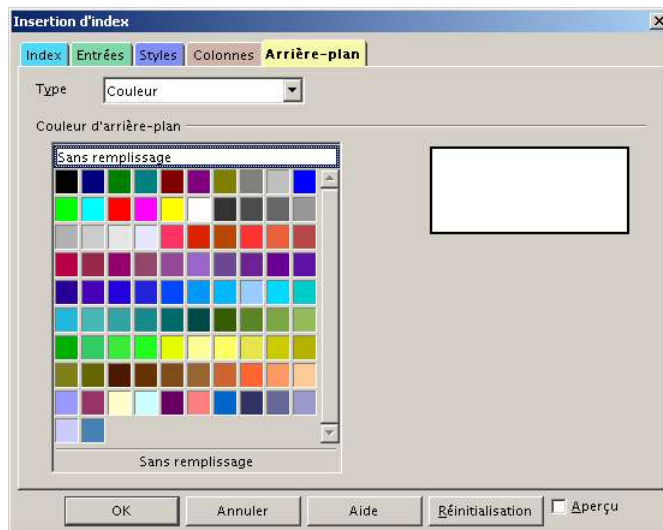 Insertion d'index
Index Entrées Styles Colonnes Arrière-plan
Type Couleur
Couleur d'arrière-plan
Sans remplissage
Sans remplissage
OK Annuler Aide Réinitialisation Aperçu